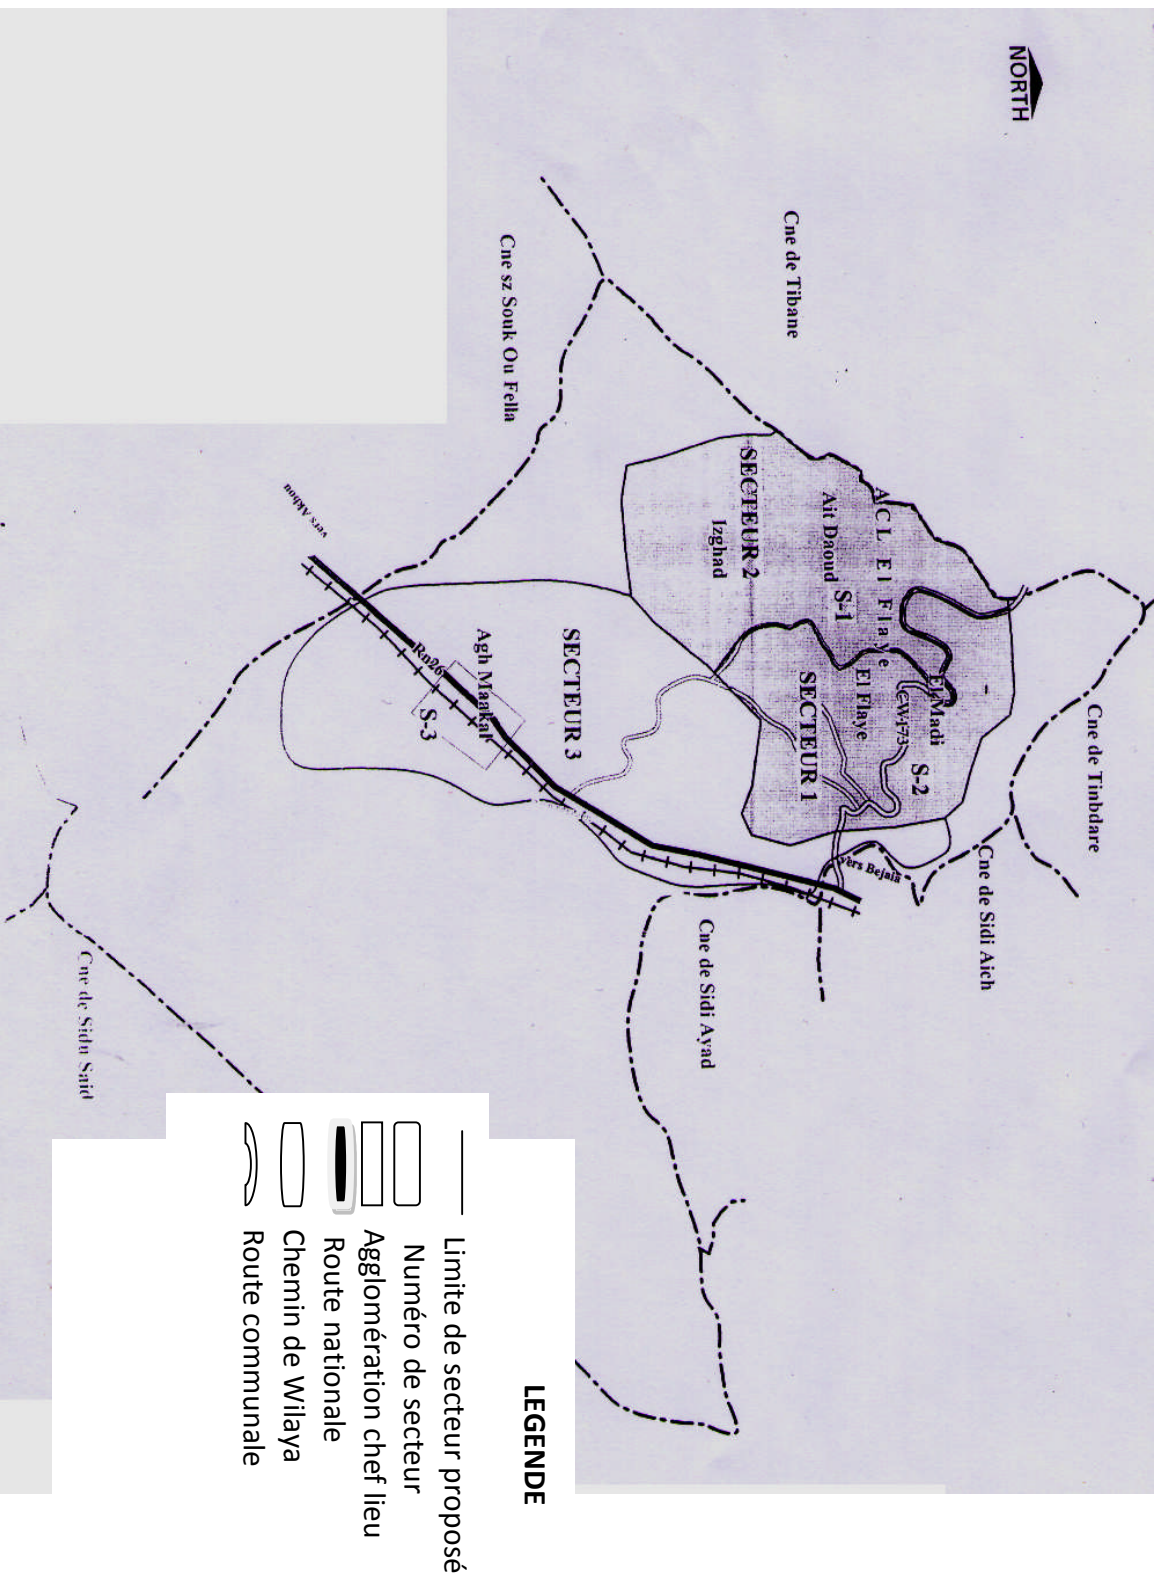 NORTH
Cne de Tibane
Cne sz Souk Ou Fella
Cne de Tinbdare
Cne de Sidi Aich
ACL El Flaye
El Madi
CW173
S-2
S-1
Ait Daoud
El Flaye
SECTEUR 1
SECTEUR 2
Izghad
vers Bejaia
Cne de Sidi Ayad
SECTEUR 3
Agh Maakal
Rn26
S-3
vers Akbou
Cne de Sidu Said
LEGENDE
Limite de secteur proposé
Numéro de secteur
Agglomération chef lieu
Route nationale
Chemin de Wilaya
Route communale